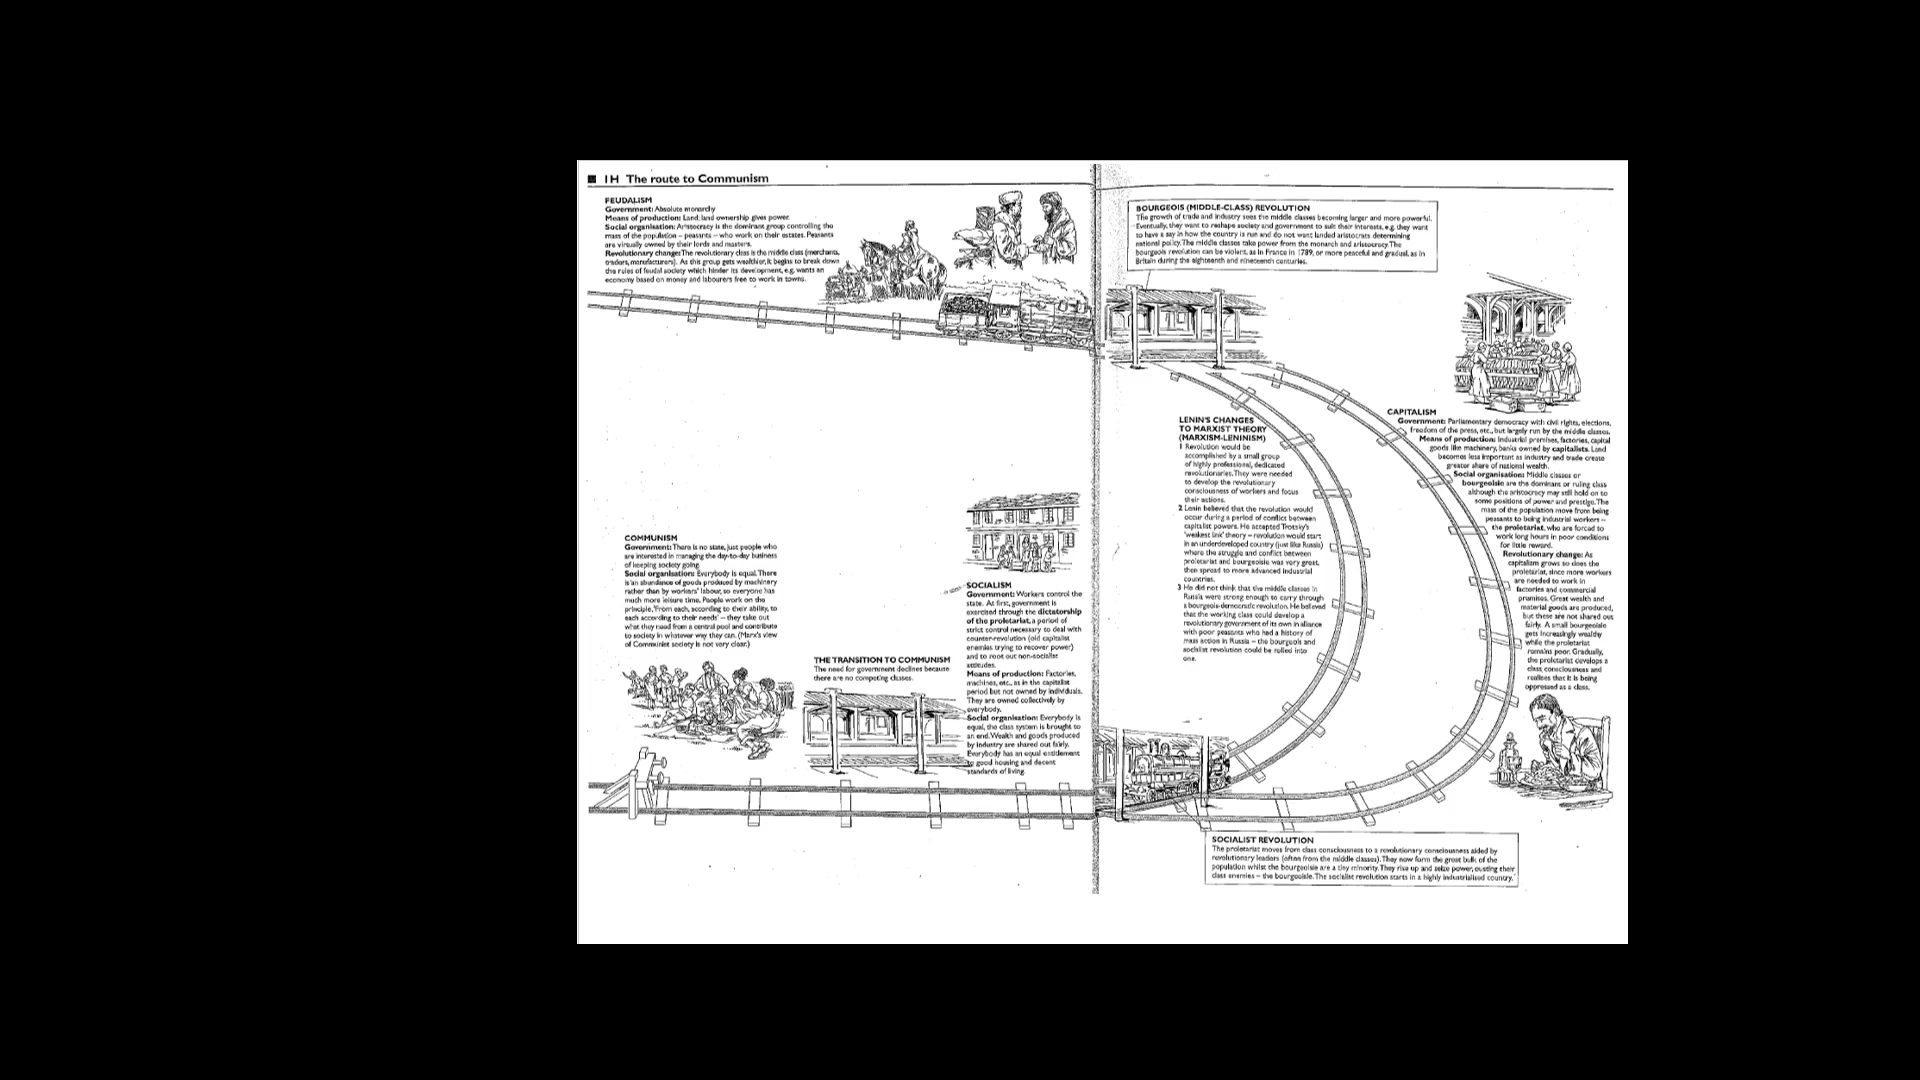 1H The route to Communism
FEUDALISM
Government: Absolute monarchy
Means of production: Land: land ownership gives power.
Social organisation: Aristocracy is the dominant group controlling the
mass of the population – peasants – who work on their estates. Peasants
are virtually owned by their lords and masters.
Revolutionary change: The revolutionary class is the middle class (merchants,
traders, manufacturers). As this group gets wealthier, it begins to break down
the rules of feudal society which hinder its development, e.g. wants an
economy based on money and labourers free to work in towns.
BOURGEOIS (MIDDLE-CLASS) REVOLUTION
The growth of trade and industry sees the middle classes becoming larger and more powerful.
Eventually, they want to reshape society and government to suit their interests, e.g. they want
to have a say in how the country is run and do not want landed aristocrats determining
national policy. The middle classes take power from the monarch and aristocracy. The
bourgeois revolution can be violent, as in France in 1789, or more peaceful and gradual, as in
Britain during the eighteenth and nineteenth centuries.
CAPITALISM
Government: Parliamentary democracy with civil rights, elections,
freedom of the press, etc., but largely run by the middle classes.
Means of production: Industrial premises, factories, capital
goods like machinery, banks owned by capitalists. Land
becomes less important as industry and trade create
greater share of national wealth.
Social organisation: Middle classes or
bourgeoisie are the dominant or ruling class
although the aristocracy may still hold on to
some positions of power and prestige. The
mass of the population move from being
peasants to being industrial workers –
the proletariat, who are forced to
work long hours in poor conditions
for little reward.
Revolutionary change: As
capitalism grows so does the
proletariat, since more workers
are needed to work in
factories and commercial
premises. Great wealth and
material goods are produced,
but these are not shared out
fairly. A small bourgeoisie
gets increasingly wealthy
while the proletariat
remains poor. Gradually,
the proletariat develops a
class consciousness and
realises that it is being
oppressed as a class.
LENIN'S CHANGES
TO MARXIST THEORY
(MARXISM-LENINISM)
1 Revolution would be
accomplished by a small group
of highly professional, dedicated
revolutionaries. They were needed
to develop the revolutionary
consciousness of workers and focus
their actions.
2 Lenin believed that the revolution would
occur during a period of conflict between
capitalist powers. He accepted Trotsky's
'weakest link' theory – revolution would start
in an underdeveloped country (just like Russia)
where the struggle and conflict between
proletariat and bourgeoisie was very great,
then spread to more advanced industrial
countries.
3 He did not think that the middle classes in
Russia were strong enough to carry through
a bourgeois-democratic revolution. He believed
that the working class could develop a
revolutionary government of its own in alliance
with poor peasants who had a history of
mass action in Russia – the bourgeois and
socialist revolution could be rolled into
one.
SOCIALIST REVOLUTION
The proletariat moves from class consciousness to a revolutionary consciousness aided by
revolutionary leaders (often from the middle classes). They now form the great bulk of the
population whilst the bourgeoisie are a tiny minority. They rise up and seize power, ousting their
class enemies – the bourgeoisie. The socialist revolution starts in a highly industrialised country.
SOCIALISM
Government: Workers control the
state. At first, government is
exercised through the dictatorship
of the proletariat, a period of
strict control necessary to deal with
counter-revolution (old capitalist
enemies trying to recover power)
and to root out non-socialist
attitudes.
Means of production: Factories,
machines, etc., as in the capitalist
period but not owned by individuals.
They are owned collectively by
everybody.
Social organisation: Everybody is
equal, the class system is brought to
an end. Wealth and goods produced
by industry are shared out fairly.
Everybody has an equal entitlement
to good housing and decent
standards of living.
THE TRANSITION TO COMMUNISM
The need for government declines because
there are no competing classes.
COMMUNISM
Government: There is no state, just people who
are interested in managing the day-to-day business
of keeping society going.
Social organisation: Everybody is equal. There
is an abundance of goods produced by machinery
rather than by workers' labour, so everyone has
much more leisure time. People work on the
principle, 'From each, according to their ability, to
each according to their needs' – they take out
what they need from a central pool and contribute
to society in whatever way they can. (Marx's view
of Communist society is not very clear.)